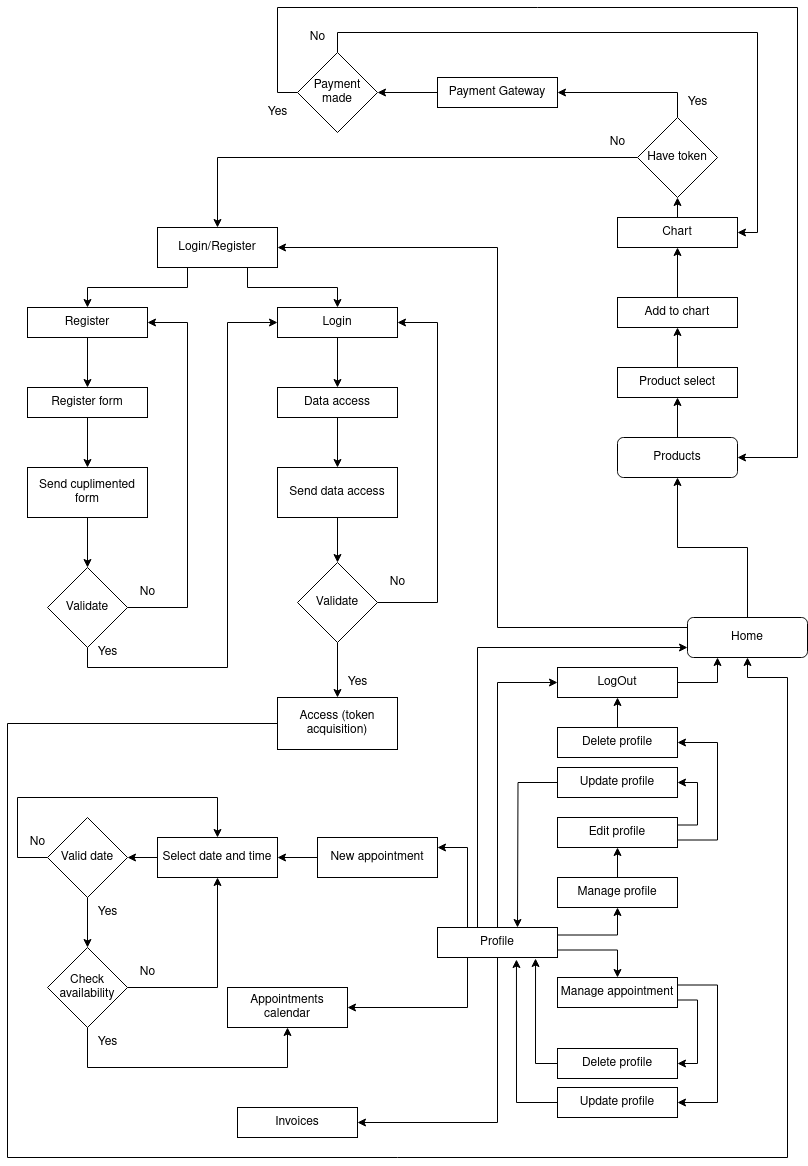 No
Payment
made
Payment Gateway
Yes
Yes
No
Have token
Login/Register
Chart
Register
Login
Add to chart
Register form
Data access
Product select
Send cuplimented
form
Send data access
Products
Validate
No
Yes
Validate
No
Yes
Home
LogOut
Access (token
acquisition)
Delete profile
Update profile
No
Valid date
Select date and time
New appointment
Edit profile
Yes
Manage profile
Profile
Check
availability
No
Yes
Appointments
calendar
Manage appointment
Delete profile
Update profile
Invoices